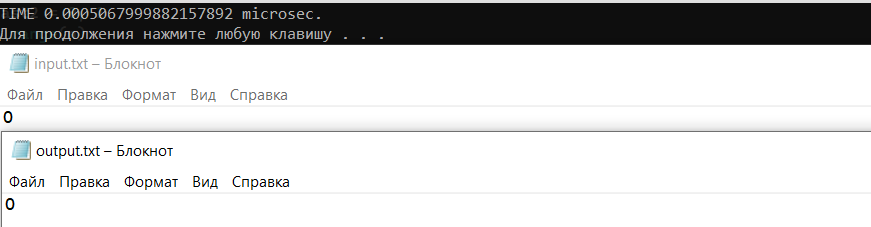 TIME 0.0005067999882157892 microsec.
Для продолжения нажмите любую клавишу . . .
input.txt – Блокнот
Файл Правка Формат Вид Справка
0
output.txt – Блокнот
Файл Правка Формат Вид Справка
0